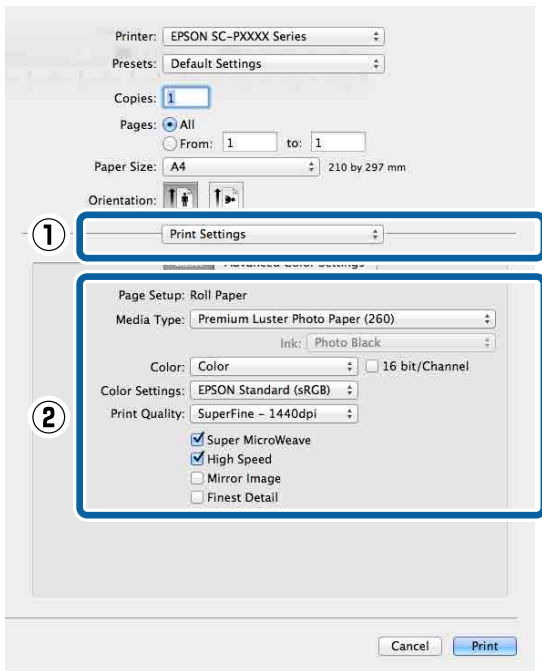 Printer: EPSON SC-PXXXX Series
Presets: Default Settings
Copies: 1
Pages: All
From: 1 to: 1
Paper Size: A4 210 by 297 mm
Orientation:
1 Print Settings
Advanced Color Settings
2
Page Setup: Roll Paper
Media Type: Premium Luster Photo Paper (260)
Ink: Photo Black
Color: Color 16 bit/Channel
Color Settings: EPSON Standard (sRGB)
Print Quality: SuperFine – 1440dpi
Super MicroWeave
High Speed
Mirror Image
Finest Detail
Cancel Print